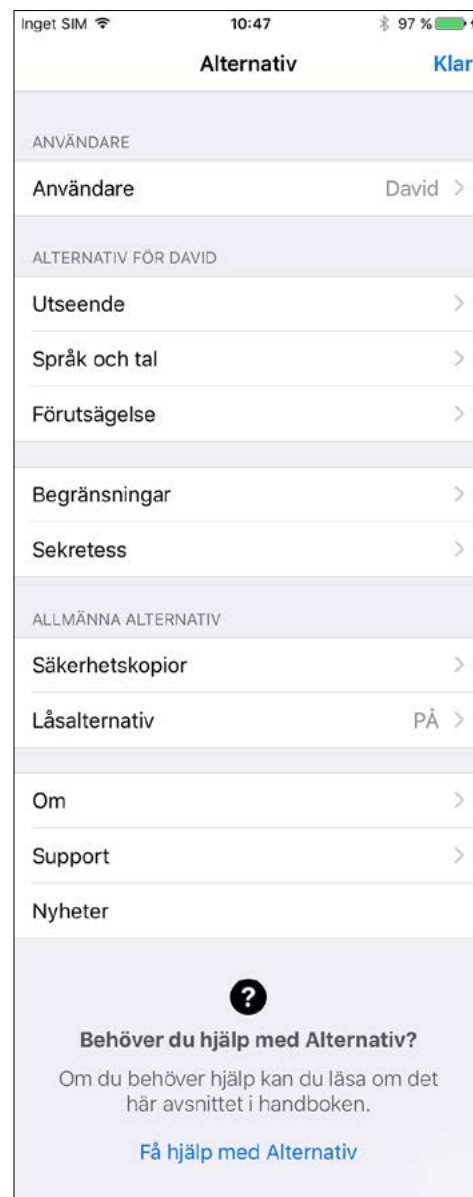 Inget SIM 10:47 97 %
Alternativ Klar
ANVÄNDARE
Användare David
ALTERNATIV FÖR DAVID
Utseende
Språk och tal
Förutsägelse
Begränsningar
Sekretess
ALLMÄNNA ALTERNATIV
Säkerhetskopior
Låsalternativ PÅ
Om
Support
Nyheter
?
Behöver du hjälp med Alternativ?
Om du behöver hjälp kan du läsa om det
här avsnittet i handboken.
Få hjälp med Alternativ